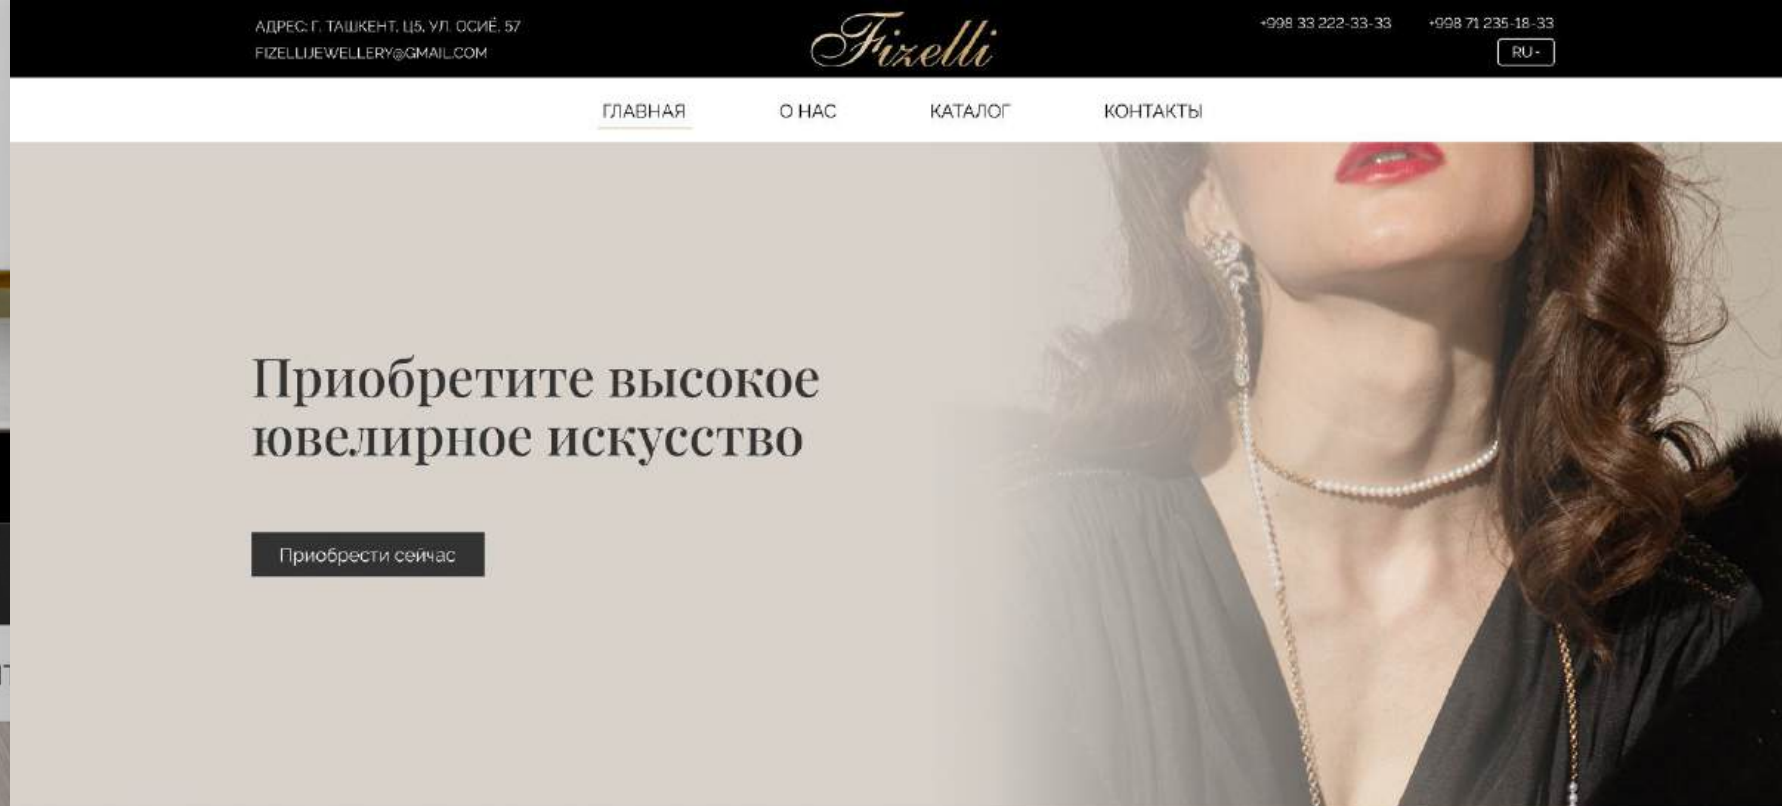 АДРЕС: Г. ТАШКЕНТ, Ц5, УЛ. ОСИЁ, 57
FIZELLIJEWELLERY@GMAIL.COM
Fizelli
+998 33 222-33-33 +998 71 235-18-33
RU
ГЛАВНАЯ О НАС КАТАЛОГ КОНТАКТЫ
Приобретите высокое
ювелирное искусство
Приобрести сейчас